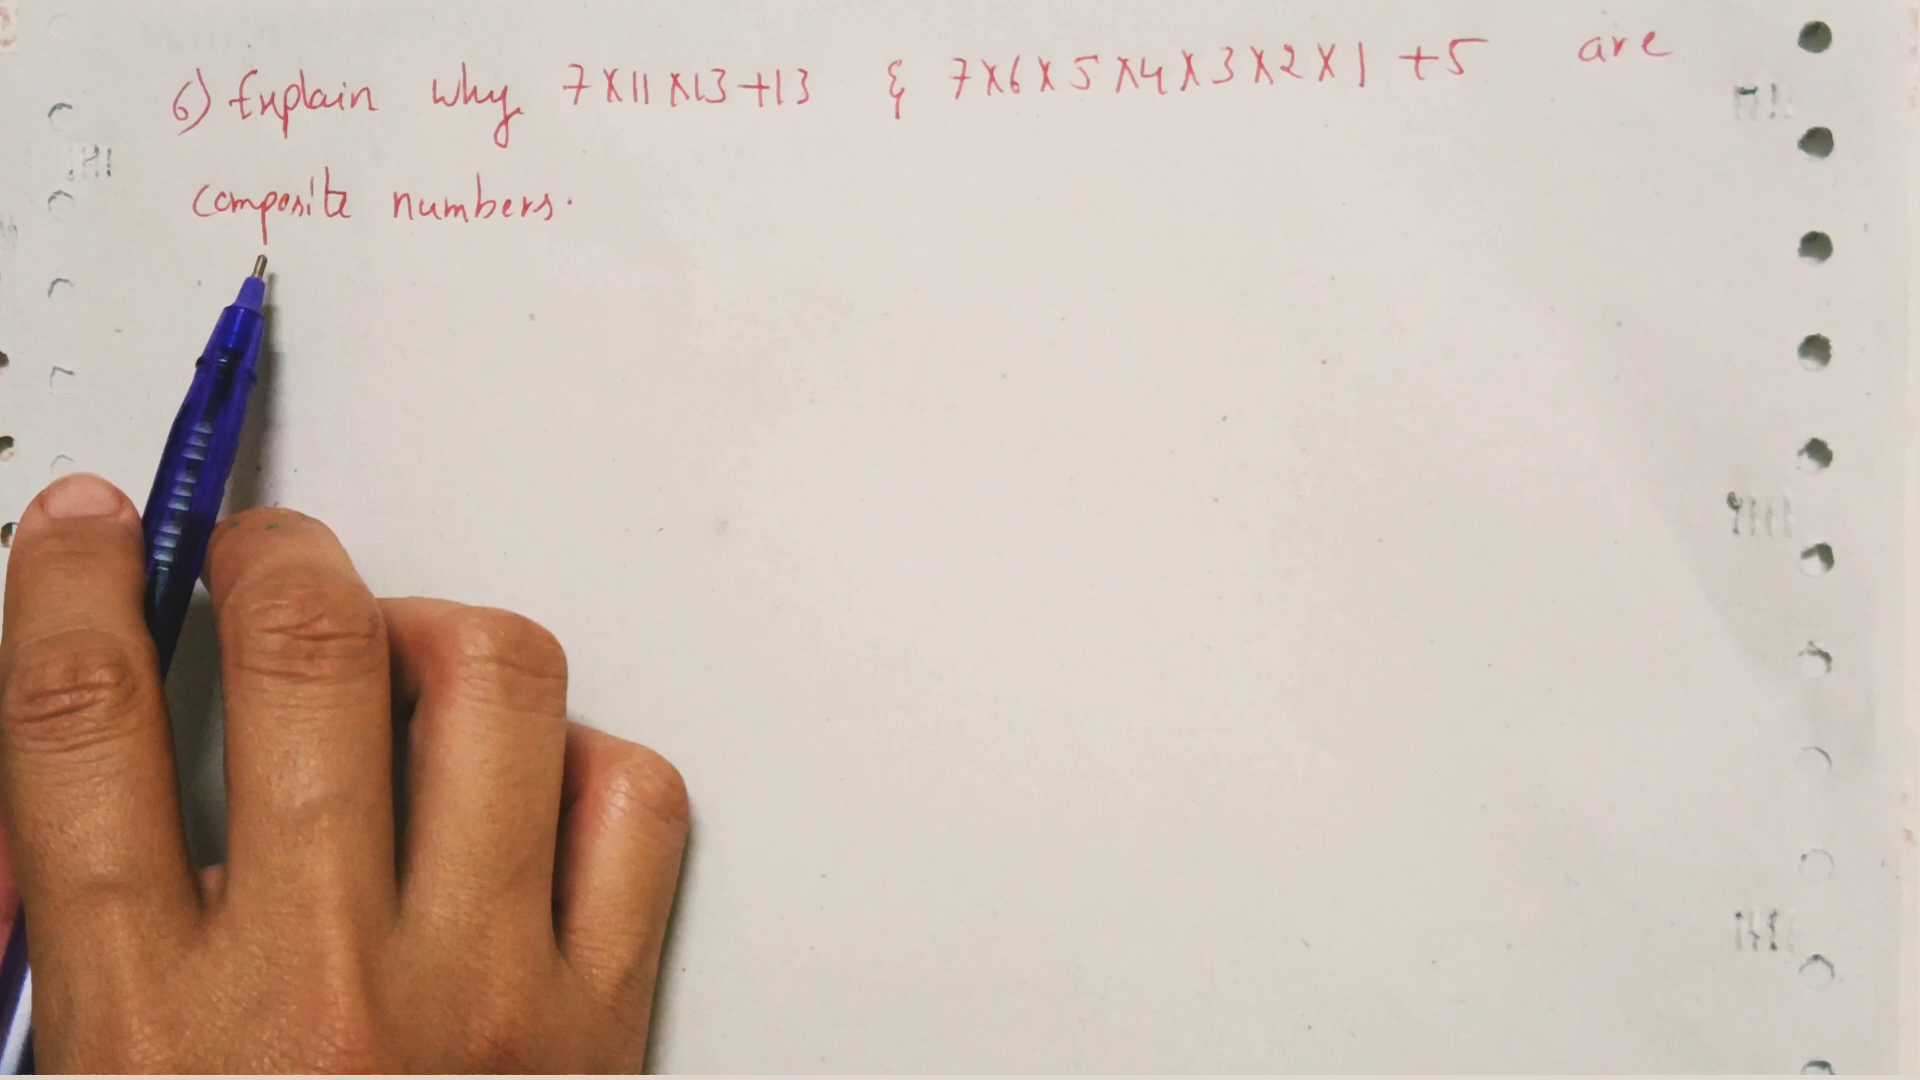 6) Explain why 7×11×13+13 & 7×6×5×4×3×2×1 +5 are
composite numbers.